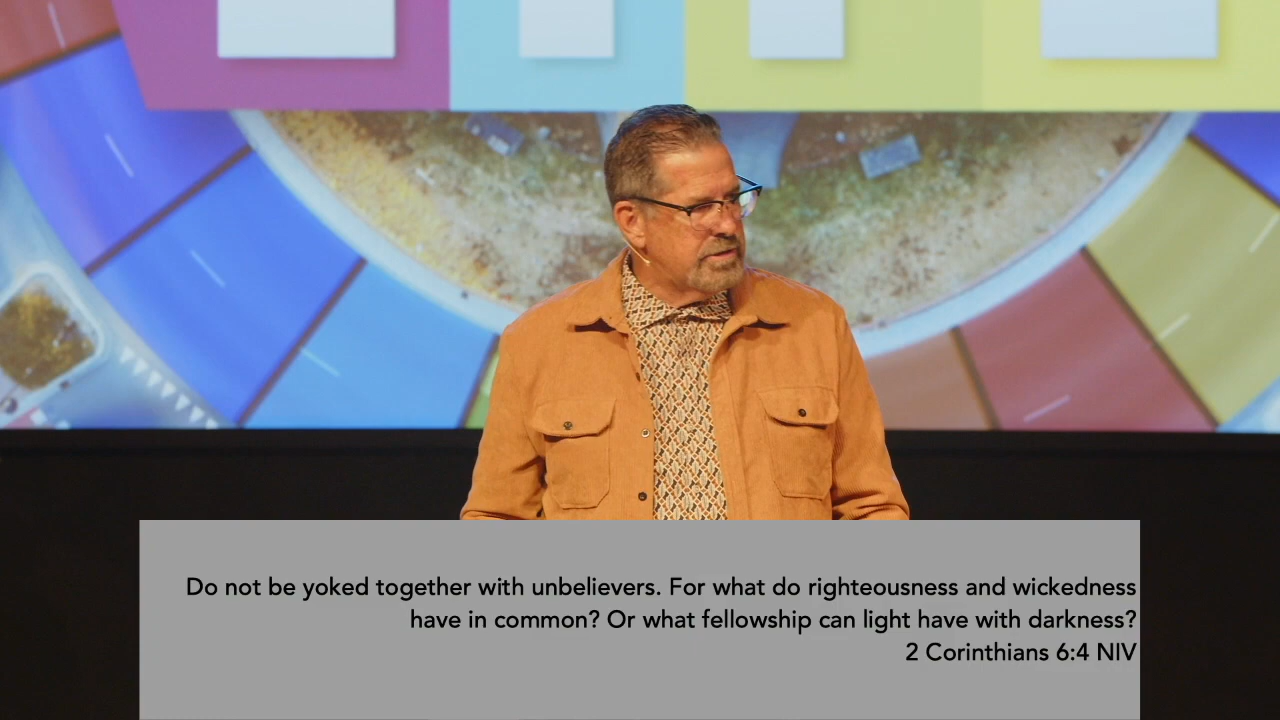 Do not be yoked together with unbelievers. For what do righteousness and wickedness
have in common? Or what fellowship can light have with darkness?
2 Corinthians 6:4 NIV